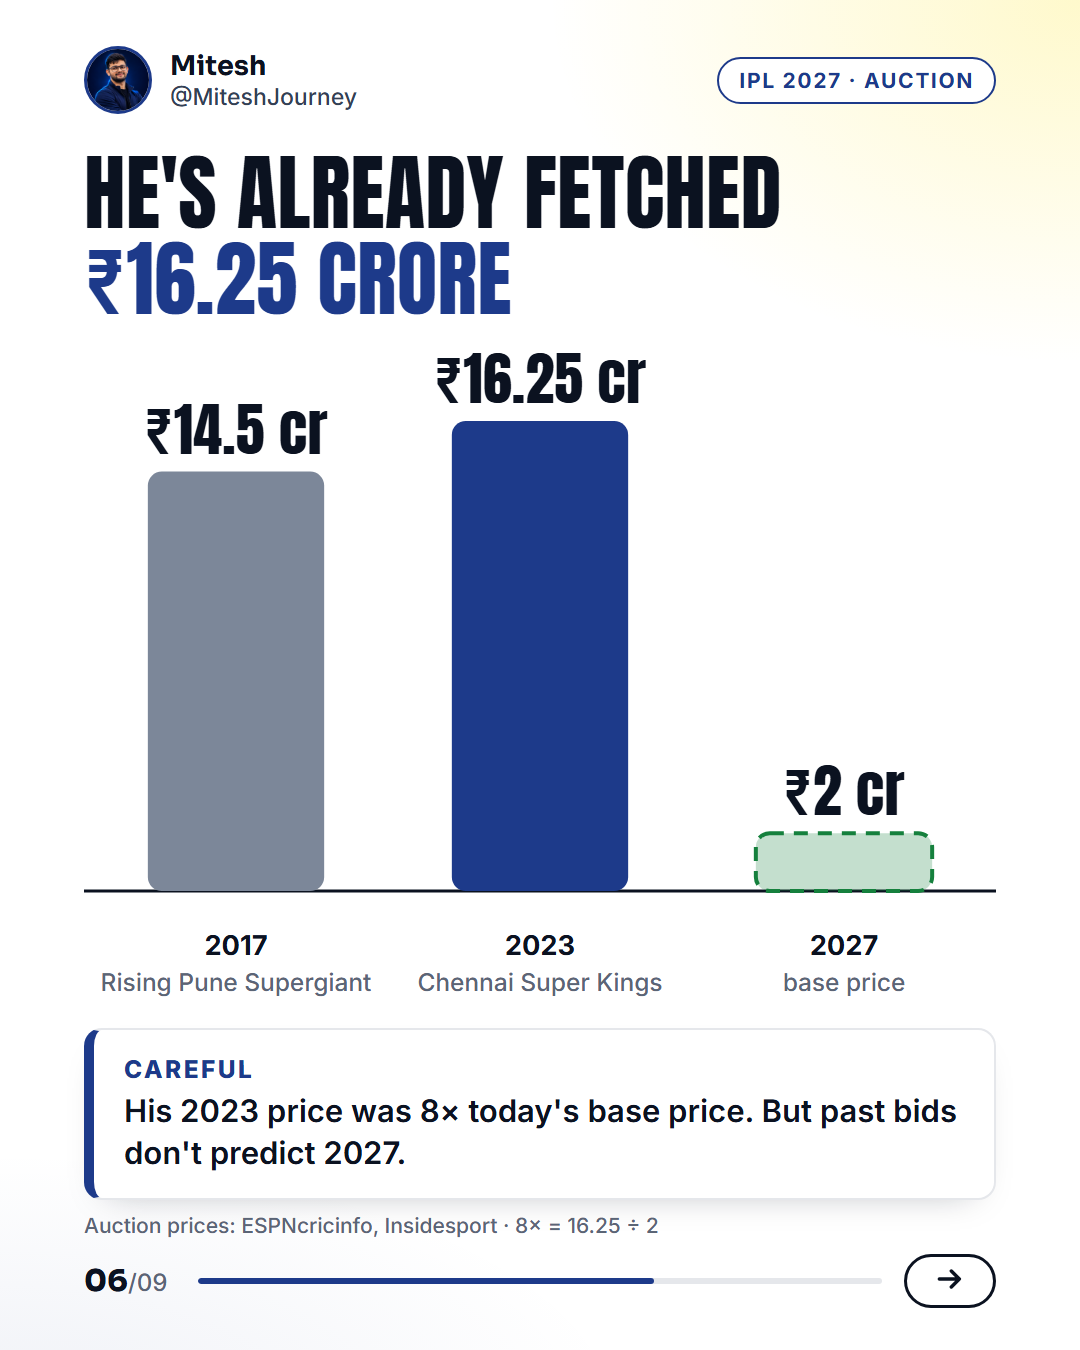 Mitesh
@MiteshJourney
IPL 2027 · AUCTION
HE'S ALREADY FETCHED
₹16.25 CRORE
₹14.5 cr
₹16.25 cr
₹2 cr
2017
Rising Pune Supergiant
2023
Chennai Super Kings
2027
base price
CAREFUL
His 2023 price was 8× today's base price. But past bids
don't predict 2027.
Auction prices: ESPNcricinfo, Insidesport · 8× = 16.25 ÷ 2
06/09